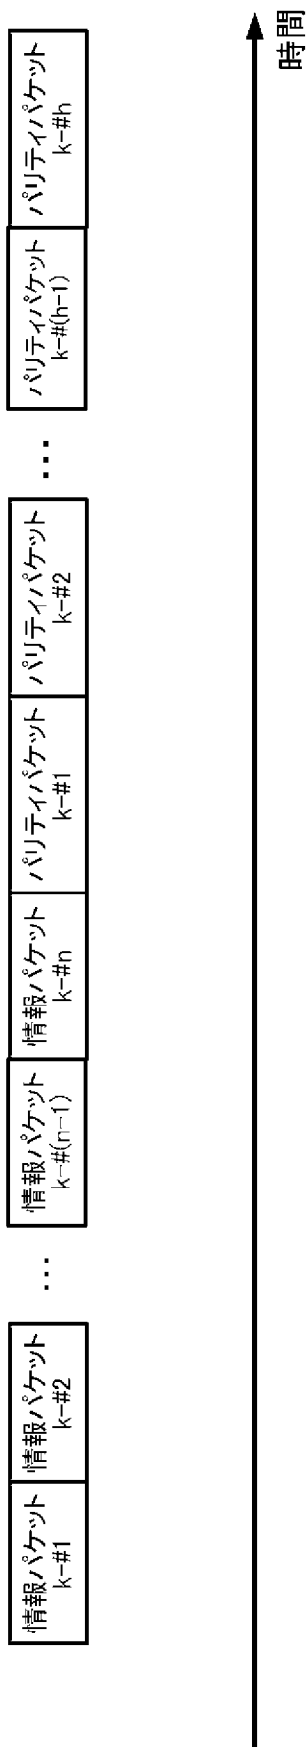 情報パケット
k-#1
情報パケット
k-#2
…
情報パケット
k-#(n-1)
情報パケット
k-#n
パリティパケット
k-#1
パリティパケット
k-#2
…
パリティパケット
k-#(h-1)
パリティパケット
k-#h
時間